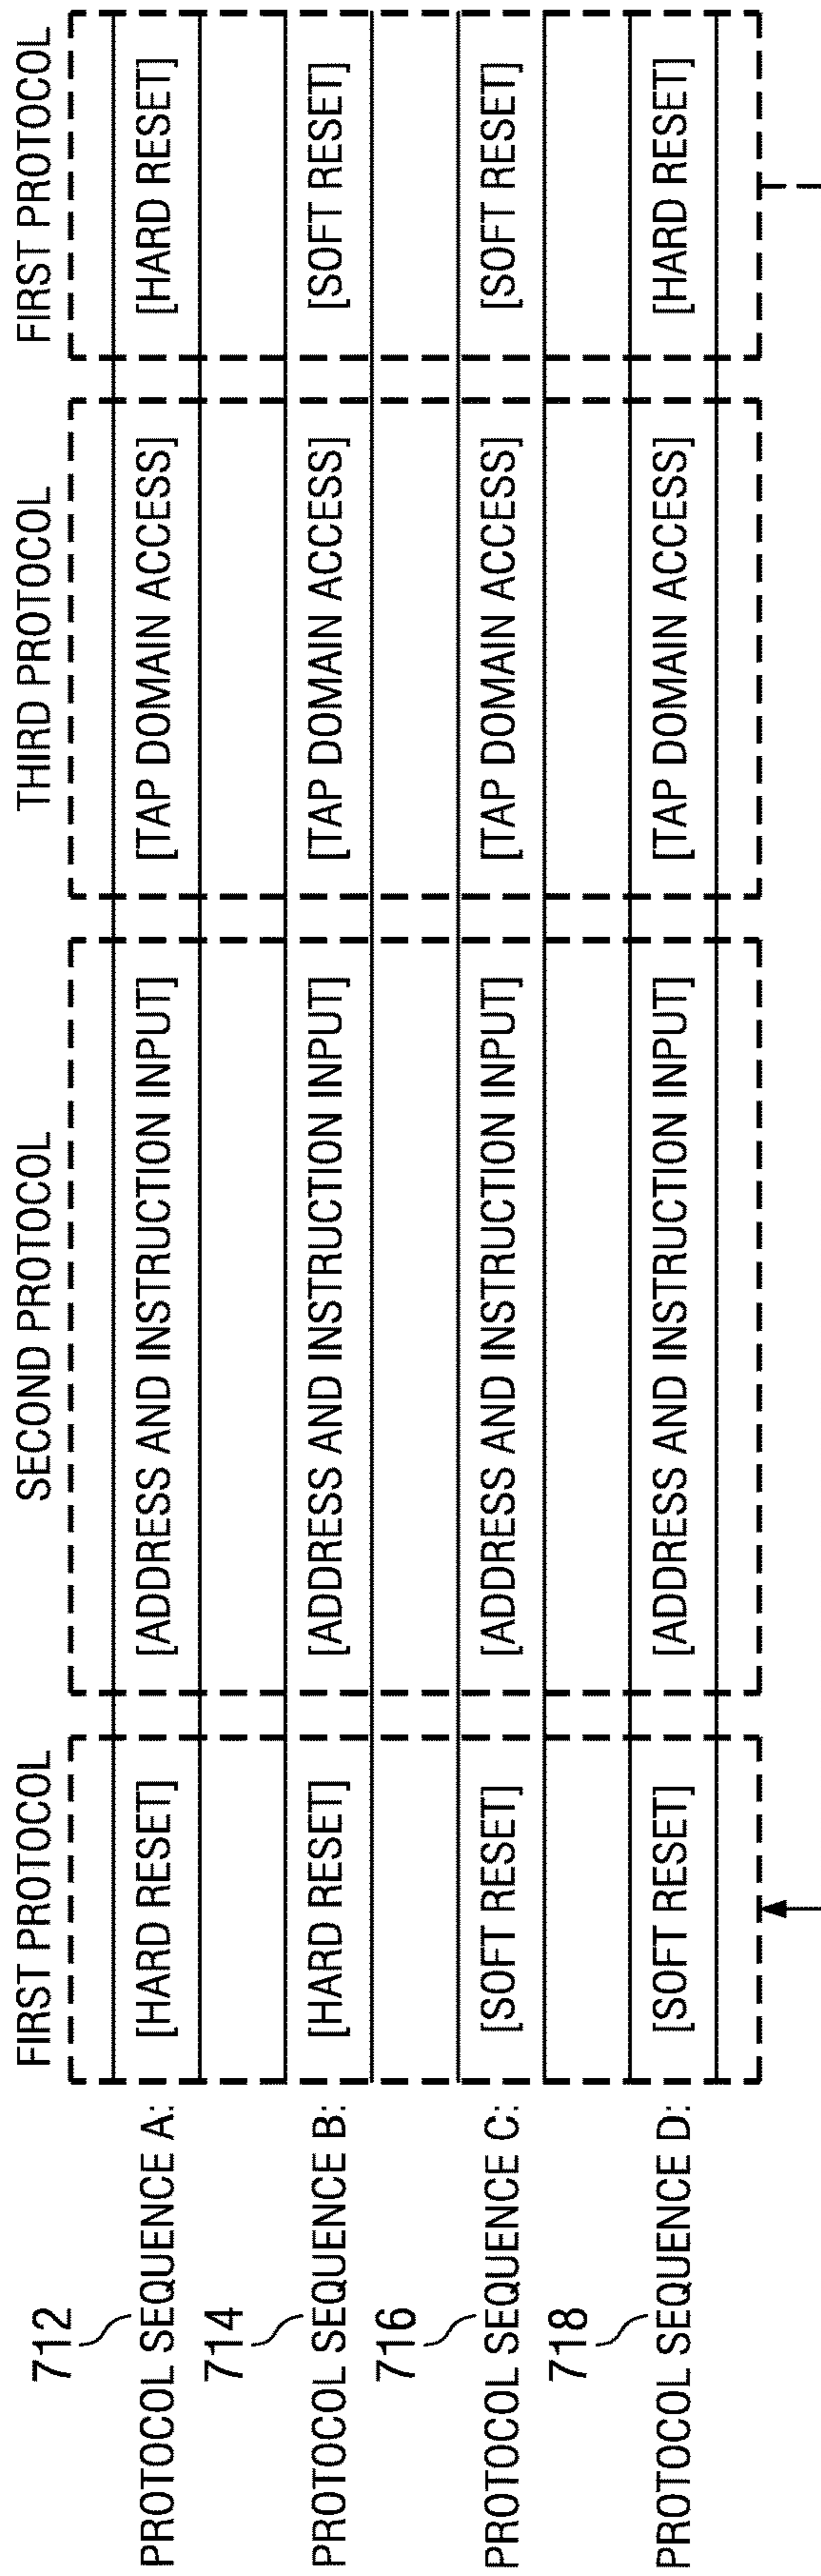 FIRST PROTOCOL SECOND PROTOCOL THIRD PROTOCOL FIRST PROTOCOL
712
PROTOCOL SEQUENCE A: [HARD RESET] [ADDRESS AND INSTRUCTION INPUT] [TAP DOMAIN ACCESS] [HARD RESET]
714
PROTOCOL SEQUENCE B: [HARD RESET] [ADDRESS AND INSTRUCTION INPUT] [TAP DOMAIN ACCESS] [SOFT RESET]
716
PROTOCOL SEQUENCE C: [SOFT RESET] [ADDRESS AND INSTRUCTION INPUT] [TAP DOMAIN ACCESS] [SOFT RESET]
718
PROTOCOL SEQUENCE D: [SOFT RESET] [ADDRESS AND INSTRUCTION INPUT] [TAP DOMAIN ACCESS] [HARD RESET]